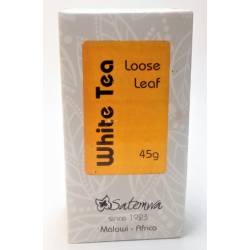 White Tea
Loose
Leaf
45g
Satemwa
since 1923
Malawi - Africa